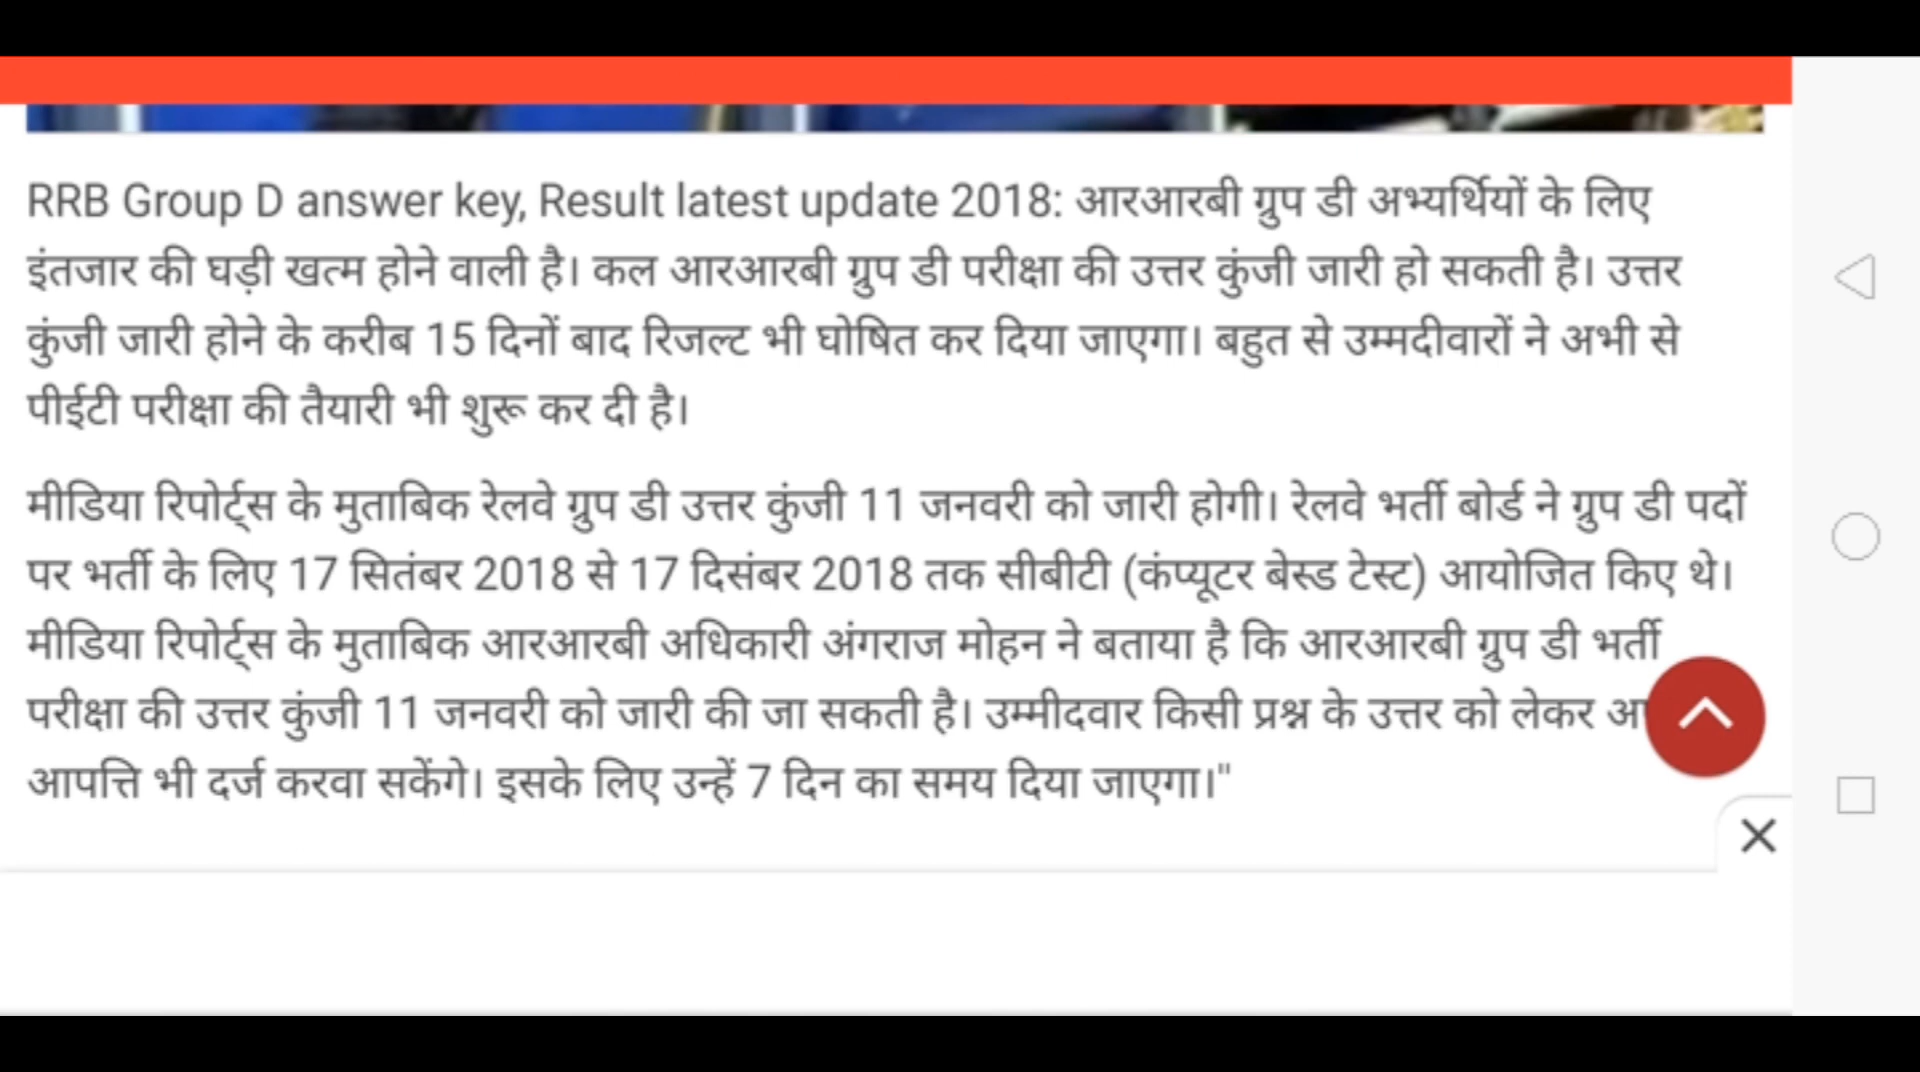 RRB Group D answer key, Result latest update 2018: आरआरबी ग्रुप डी अभ्यर्थियों के लिए
इंतजार की घड़ी खत्म होने वाली है। कल आरआरबी ग्रुप डी परीक्षा की उत्तर कुंजी जारी हो सकती है। उत्तर
कुंजी जारी होने के करीब 15 दिनों बाद रिजल्ट भी घोषित कर दिया जाएगा। बहुत से उम्मदीवारों ने अभी से
पीईटी परीक्षा की तैयारी भी शुरू कर दी है।
मीडिया रिपोर्ट्स के मुताबिक रेलवे ग्रुप डी उत्तर कुंजी 11 जनवरी को जारी होगी। रेलवे भर्ती बोर्ड ने ग्रुप डी पदों
पर भर्ती के लिए 17 सितंबर 2018 से 17 दिसंबर 2018 तक सीबीटी (कंप्यूटर बेस्ड टेस्ट) आयोजित किए थे।
मीडिया रिपोर्ट्स के मुताबिक आरआरबी अधिकारी अंगराज मोहन ने बताया है कि आरआरबी ग्रुप डी भर्ती
परीक्षा की उत्तर कुंजी 11 जनवरी को जारी की जा सकती है। उम्मीदवार किसी प्रश्न के उत्तर को लेकर
आपत्ति भी दर्ज करवा सकेंगे। इसके लिए उन्हें 7 दिन का समय दिया जाएगा।"